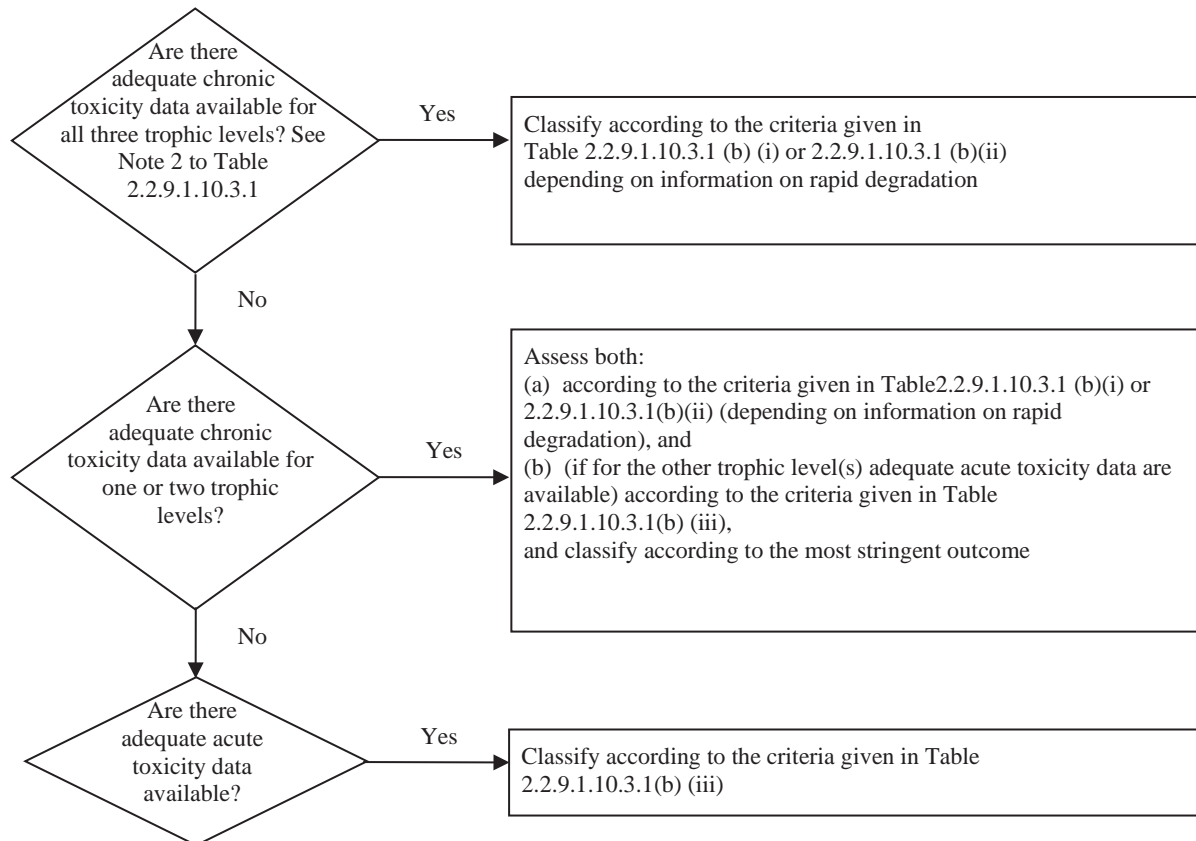 Are there
adequate chronic
toxicity data available for
all three trophic levels? See
Note 2 to Table
2.2.9.1.10.3.1
Yes
Classify according to the criteria given in
Table 2.2.9.1.10.3.1 (b) (i) or 2.2.9.1.10.3.1 (b)(ii)
depending on information on rapid degradation
No
Are there
adequate chronic
toxicity data available for
one or two trophic
levels?
Yes
Assess both:
(a) according to the criteria given in Table2.2.9.1.10.3.1 (b)(i) or
2.2.9.1.10.3.1(b)(ii) (depending on information on rapid
degradation), and
(b) (if for the other trophic level(s) adequate acute toxicity data are
available) according to the criteria given in Table
2.2.9.1.10.3.1(b) (iii),
and classify according to the most stringent outcome
No
Are there
adequate acute
toxicity data
available?
Yes
Classify according to the criteria given in Table
2.2.9.1.10.3.1(b) (iii)